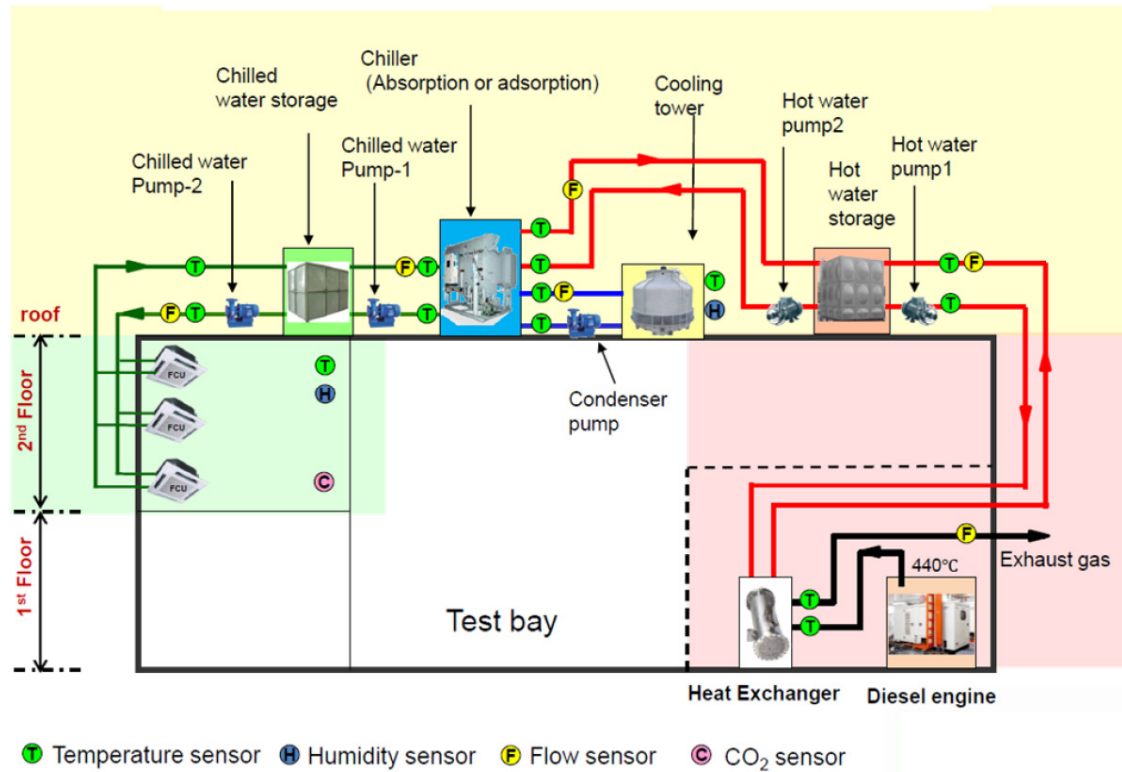 Chiller
(Absorption or adsorption)
Chilled
water storage
Cooling
tower
Hot water
pump2
Hot water
pump1
Chilled water
Pump-2
Chilled water
Pump-1
Hot
water
storage
F
T
T
F
T
T
F
T
T
F
T
H
T
F
F
T
T
T
T
roof
Condenser
pump
2nd Floor
FCU
FCU
FCU
T
H
C
1st Floor
Test bay
F
440℃
Exhaust gas
T
T
Heat Exchanger
Diesel engine
T Temperature sensor
H Humidity sensor
F Flow sensor
C CO₂ sensor